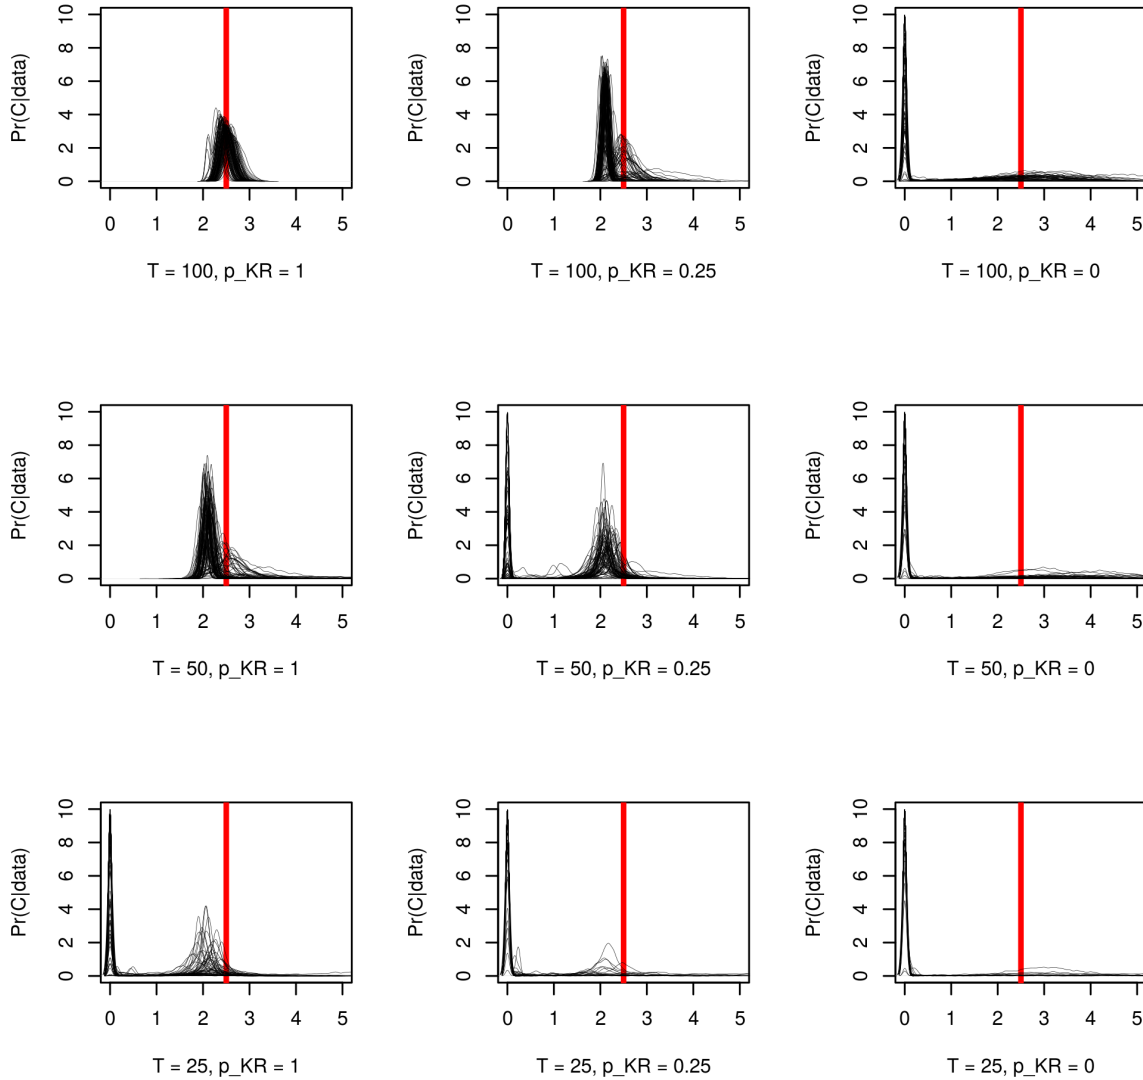 Pr(C|data)
0 2 4 6 8 10
0 1 2 3 4 5
T = 100, p_KR = 1
Pr(C|data)
0 2 4 6 8 10
0 1 2 3 4 5
T = 100, p_KR = 0.25
Pr(C|data)
0 2 4 6 8 10
0 1 2 3 4 5
T = 100, p_KR = 0
Pr(C|data)
0 2 4 6 8 10
0 1 2 3 4 5
T = 50, p_KR = 1
Pr(C|data)
0 2 4 6 8 10
0 1 2 3 4 5
T = 50, p_KR = 0.25
Pr(C|data)
0 2 4 6 8 10
0 1 2 3 4 5
T = 50, p_KR = 0
Pr(C|data)
0 2 4 6 8 10
0 1 2 3 4 5
T = 25, p_KR = 1
Pr(C|data)
0 2 4 6 8 10
0 1 2 3 4 5
T = 25, p_KR = 0.25
Pr(C|data)
0 2 4 6 8 10
0 1 2 3 4 5
T = 25, p_KR = 0